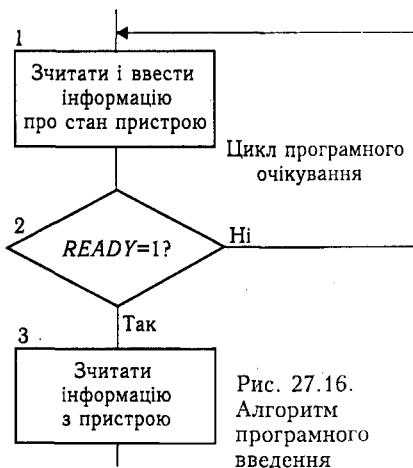 1
Зчитати і ввести
інформацію
про стан пристрою
Цикл програмного
очікування
2
READY=1?
Ні
Так
3
Зчитати
інформацію
з пристрою
Рис. 27.16.
Алгоритм
програмного
введення